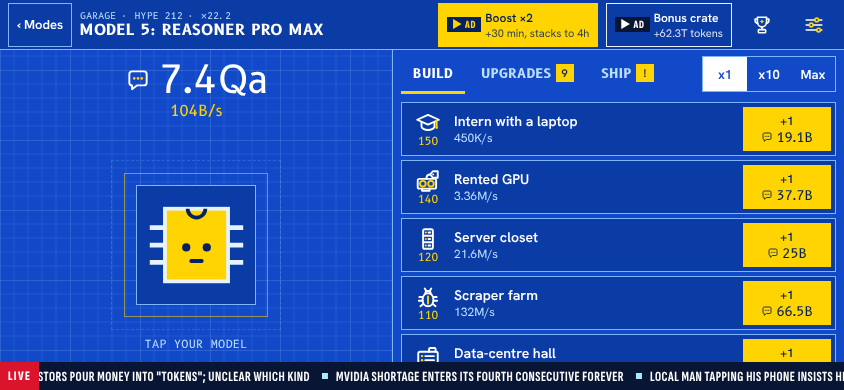 ‹ Modes
GARAGE · HYPE 212 · ×22.2
MODEL 5: REASONER PRO MAX
AD
Boost ×2
+30 min, stacks to 4h
AD
Bonus crate
+62.3T tokens
7.4Qa
104B/s
TAP YOUR MODEL
BUILD
UPGRADES 9
SHIP !
x1
x10
Max
150
Intern with a laptop
450K/s
+1
19.1B
140
Rented GPU
3.36M/s
+1
37.7B
120
Server closet
21.6M/s
+1
25B
110
Scraper farm
132M/s
+1
66.5B
Data-centre hall
+1
LIVE
STORS POUR MONEY INTO "TOKENS"; UNCLEAR WHICH KIND ▪ MVIDIA SHORTAGE ENTERS ITS FOURTH CONSECUTIVE FOREVER ▪ LOCAL MAN TAPPING HIS PHONE INSISTS